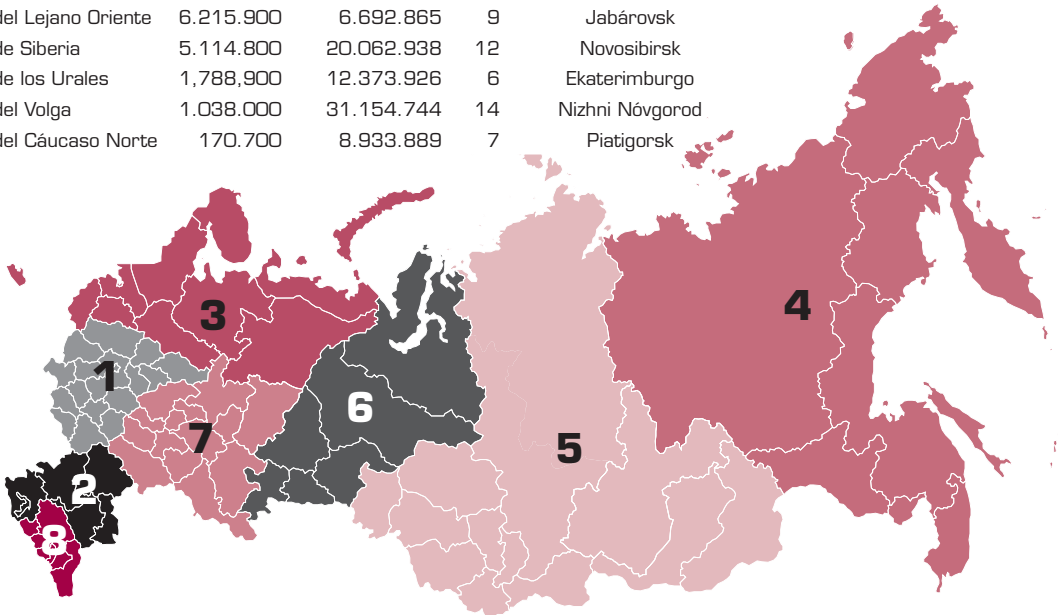 del Lejano Oriente 6.215.900 6.692.865 9 Jabárovsk
de Siberia 5.114.800 20.062.938 12 Novosibirsk
de los Urales 1,788,900 12.373.926 6 Ekaterimburgo
del Volga 1.038.000 31.154.744 14 Nizhni Nóvgorod
del Cáucaso Norte 170.700 8.933.889 7 Piatigorsk
4
3
1
6
7
5
2
8